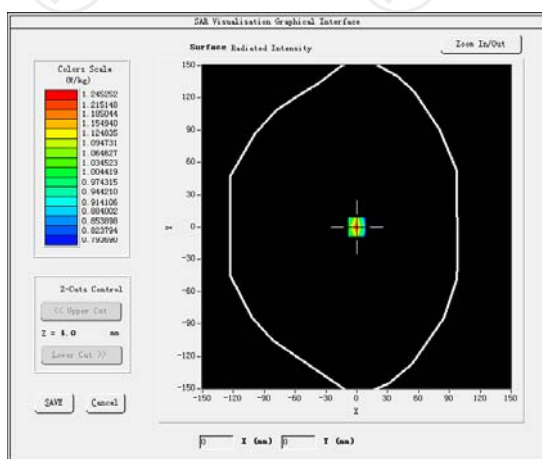 SAR Visualisation Graphical Interface
Surface Radiated Intensity
Zoom In/Out
Colors Scale
(W/kg)
1.245252
1.215148
1.185044
1.154940
1.124835
1.094731
1.064627
1.034523
1.004419
0.974315
0.944210
0.914106
0.884002
0.853898
0.823794
0.793690
150
120
90
60
30
0
-30
-60
-90
-120
-150
Y
-150 -120 -90 -60 -30 0 30 60 90 120 150
X
Z-Cuts Control
<< Upper Cut
Z = 4.0 mm
Lower Cut >>
SAVE Cancel
0 X (mm) 0 Y (mm)